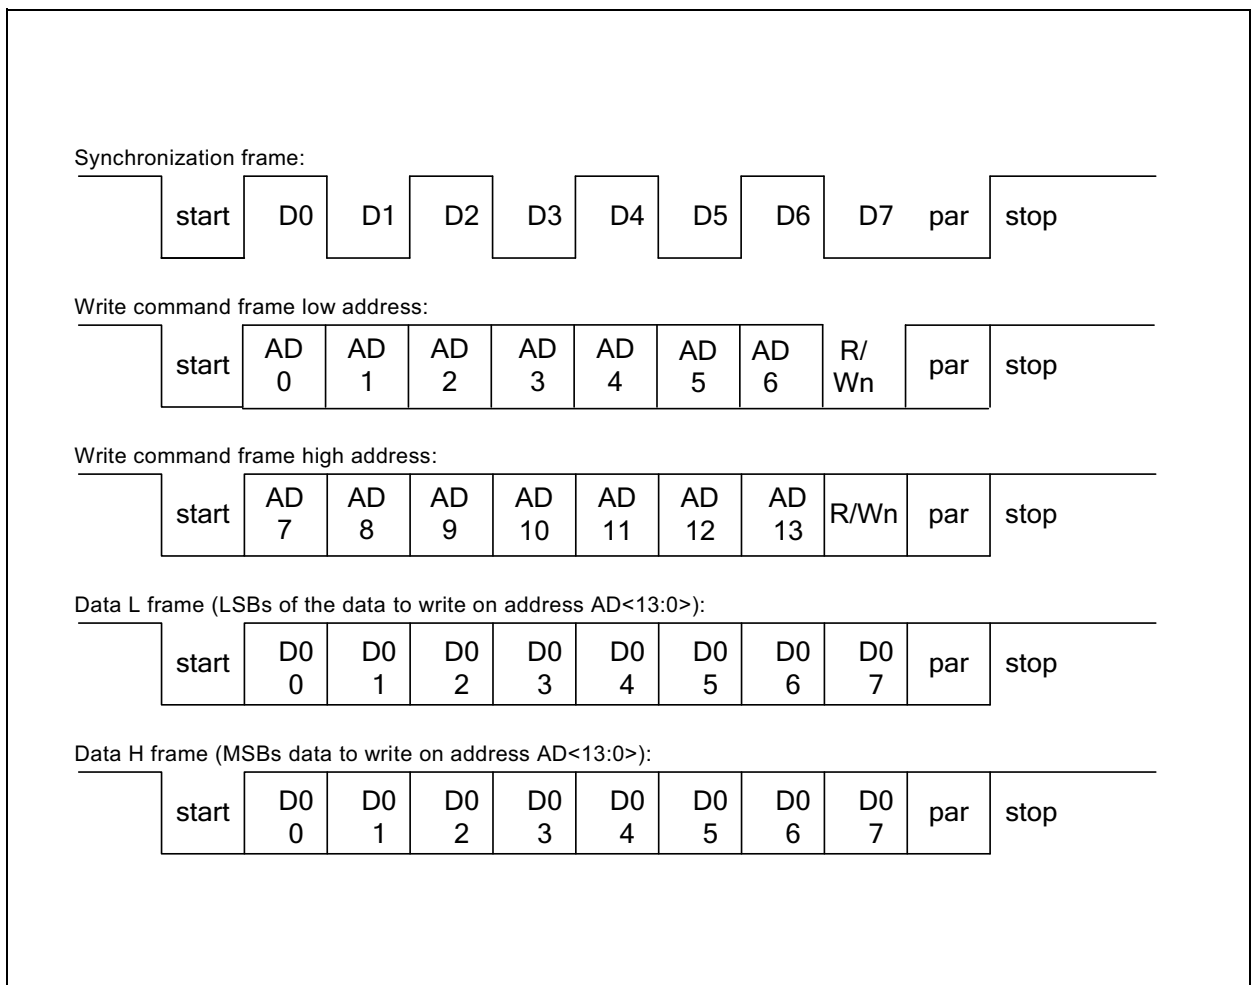 Synchronization frame:
start D0 D1 D2 D3 D4 D5 D6 D7 par stop
Write command frame low address:
start AD 0 AD 1 AD 2 AD 3 AD 4 AD 5 AD 6 R/ Wn par stop
Write command frame high address:
start AD 7 AD 8 AD 9 AD 10 AD 11 AD 12 AD 13 R/Wn par stop
Data L frame (LSBs of the data to write on address AD<13:0>):
start D0 0 D0 1 D0 2 D0 3 D0 4 D0 5 D0 6 D0 7 par stop
Data H frame (MSBs data to write on address AD<13:0>):
start D0 0 D0 1 D0 2 D0 3 D0 4 D0 5 D0 6 D0 7 par stop